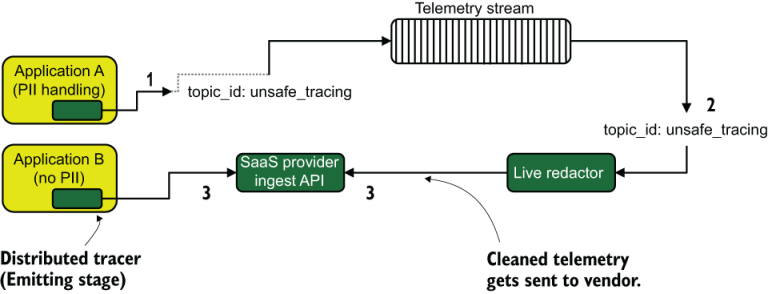 Telemetry stream
Application A
(PII handling)
1
topic_id: unsafe_tracing
2
topic_id: unsafe_tracing
Application B
(no PII)
3
SaaS provider
ingest API
3
Live redactor
Distributed tracer
(Emitting stage)
Cleaned telemetry
gets sent to vendor.